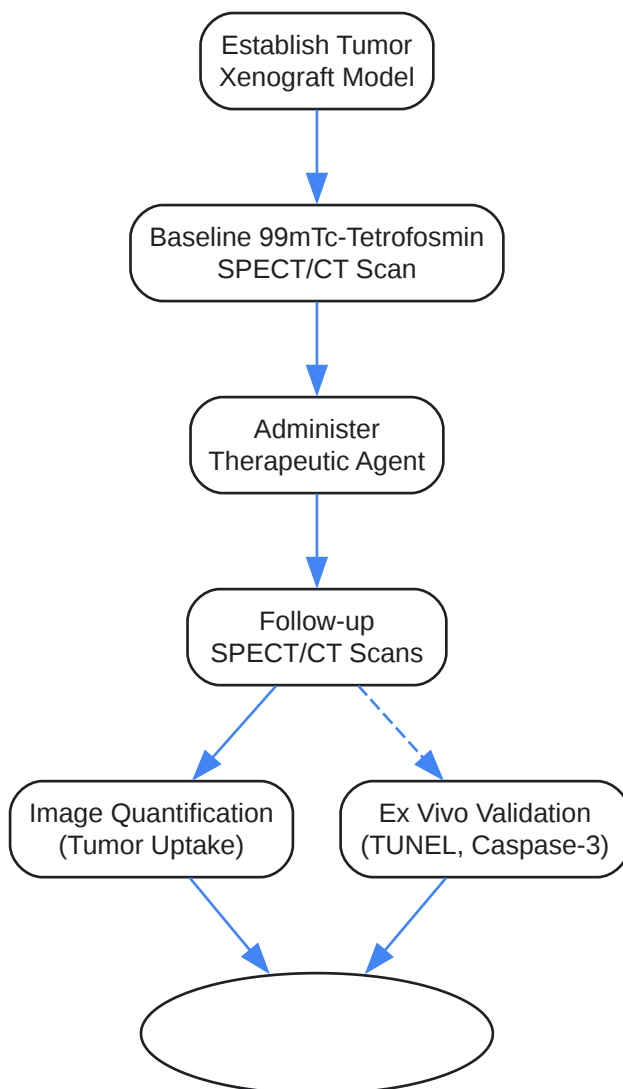 Establish Tumor
Xenograft Model
Baseline 99mTc-Tetrofosmin
SPECT/CT Scan
Administer
Therapeutic Agent
Follow-up
SPECT/CT Scans
Image Quantification
(Tumor Uptake)
Ex Vivo Validation
(TUNEL, Caspase-3)